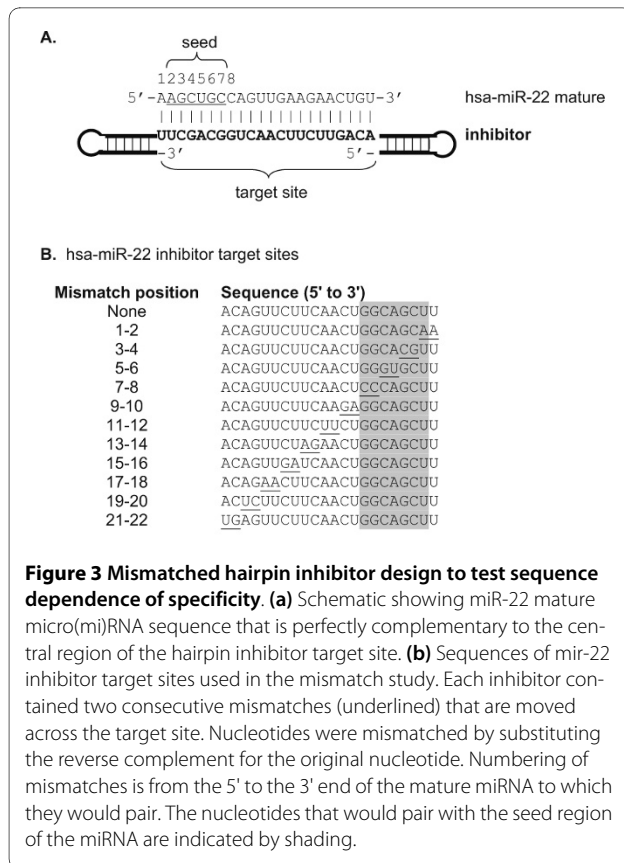 A.
seed
12345678
5'-AAGCUGCCAGUUGAAGAACUGU-3'
hsa-miR-22 mature
UUCGACGGUCAACUUCUUGACA
inhibitor
-3' 5'-
target site
B. hsa-miR-22 inhibitor target sites
Mismatch position Sequence (5' to 3')
None ACAGUUCUUCAACUGGCAGCUU
1-2 ACAGUUCUUCAACUGGCAGCAA
3-4 ACAGUUCUUCAACUGGCACGUU
5-6 ACAGUUCUUCAACUGGGUGCUU
7-8 ACAGUUCUUCAACUCCCAGCUU
9-10 ACAGUUCUUCAAGAGGCAGCUU
11-12 ACAGUUCUUCUUCUGGCAGCUU
13-14 ACAGUUCUAGAACUGGCAGCUU
15-16 ACAGUUGAUCAACUGGCAGCUU
17-18 ACAGAACUUCAACUGGCAGCUU
19-20 ACUCUUCUUCAACUGGCAGCUU
21-22 UGAGUUCUUCAACUGGCAGCUU
Figure 3 Mismatched hairpin inhibitor design to test sequence
dependence of specificity. (a) Schematic showing miR-22 mature
micro(mi)RNA sequence that is perfectly complementary to the cen-
tral region of the hairpin inhibitor target site. (b) Sequences of mir-22
inhibitor target sites used in the mismatch study. Each inhibitor con-
tained two consecutive mismatches (underlined) that are moved
across the target site. Nucleotides were mismatched by substituting
the reverse complement for the original nucleotide. Numbering of
mismatches is from the 5' to the 3' end of the mature miRNA to which
they would pair. The nucleotides that would pair with the seed region
of the miRNA are indicated by shading.